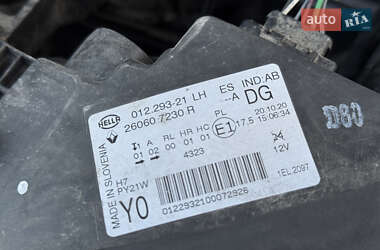 auto RIA
HELLA
012.293-21 LH
ES IND:AB
26060 7230 R
--A DG
A RL HR HC PL
01 02 00 01 01
E1
17.5
20.10.20
15:06:34
4323
12V
H7
PY21W
MADE IN SLOVENIA
Y0
0122932100072926
1EL.2097
D80